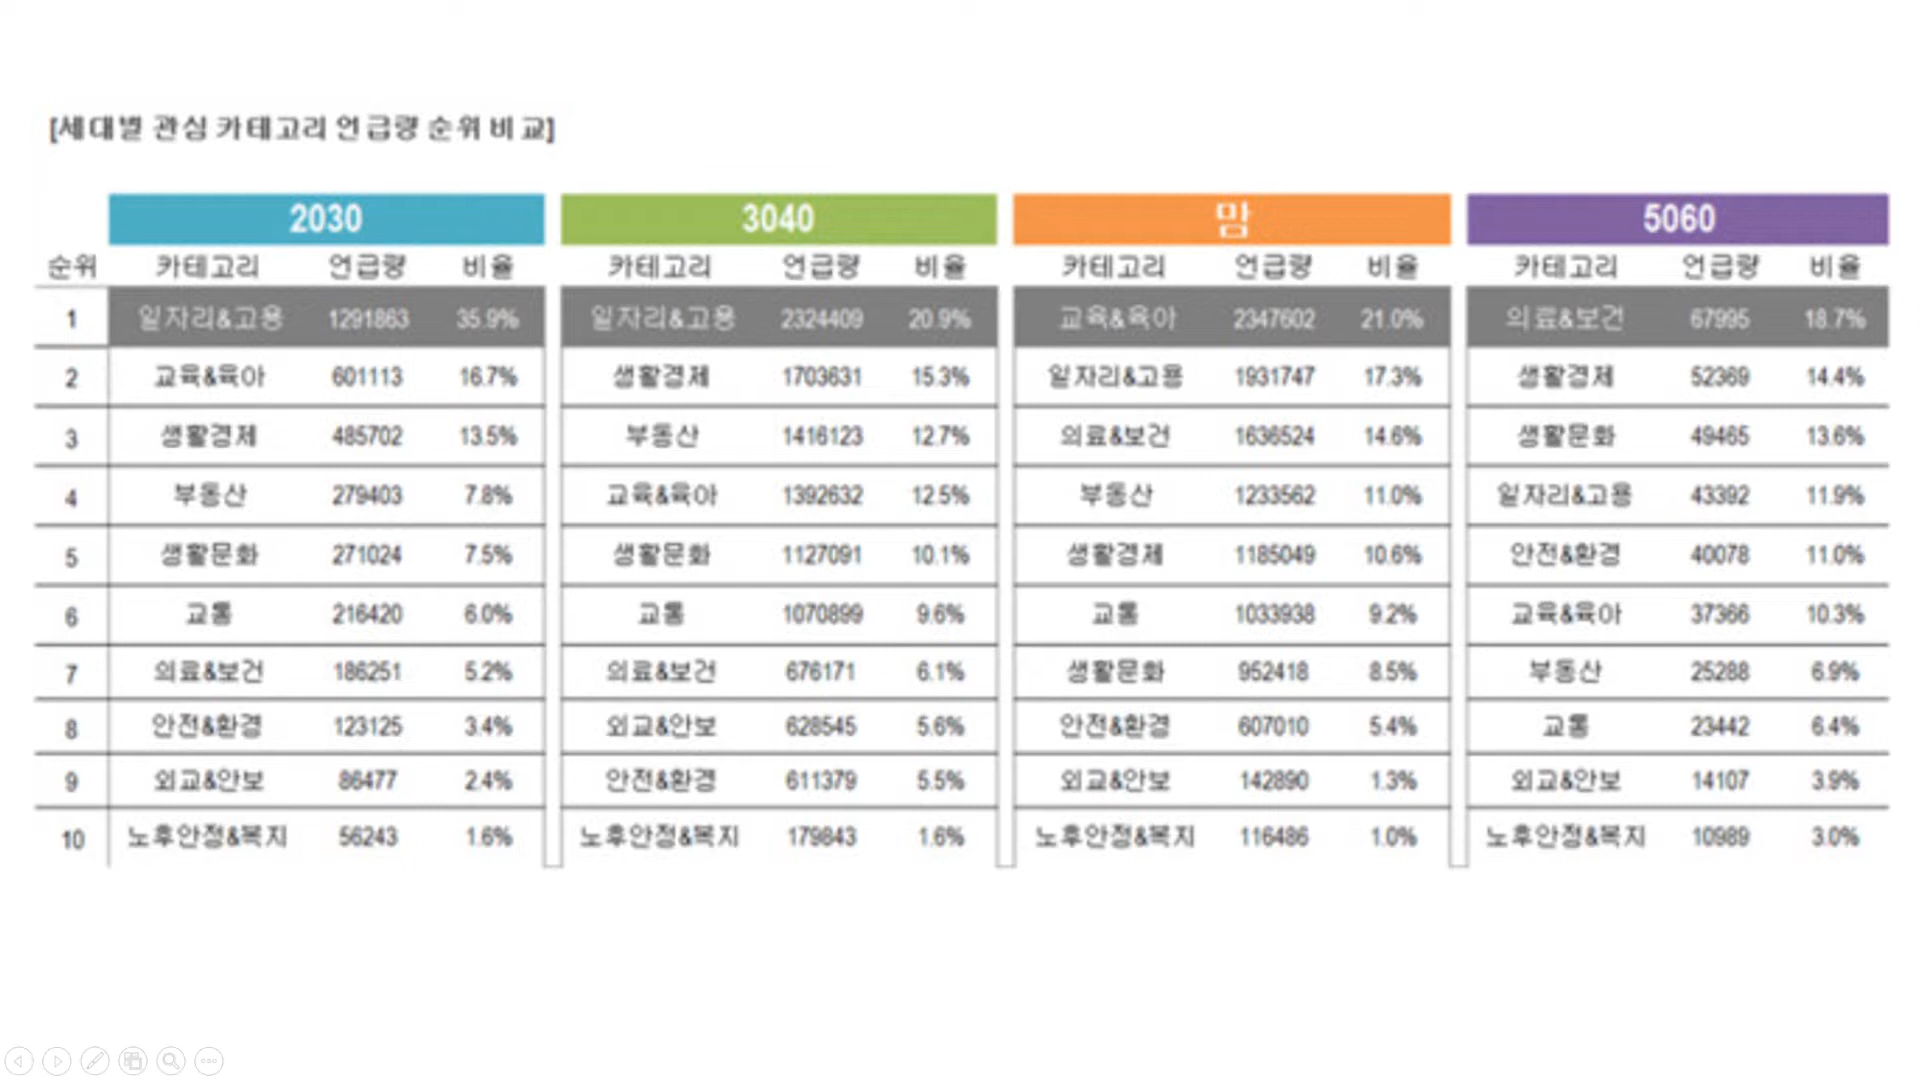 [세대별 관심 카테고리 언급량 순위 비교]
2030 3040 맘 5060
순위 카테고리 언급량 비율 카테고리 언급량 비율 카테고리 언급량 비율 카테고리 언급량 비율
1 일자리&고용 1291863 35.9% 일자리&고용 2324409 20.9% 교육&육아 2347602 21.0% 의료&보건 67995 18.7%
2 교육&육아 601113 16.7% 생활경제 1703631 15.3% 일자리&고용 1931747 17.3% 생활경제 52369 14.4%
3 생활경제 485702 13.5% 부동산 1416123 12.7% 의료&보건 1636524 14.6% 생활문화 49465 13.6%
4 부동산 279403 7.8% 교육&육아 1392632 12.5% 부동산 1233562 11.0% 일자리&고용 43392 11.9%
5 생활문화 271024 7.5% 생활문화 1127091 10.1% 생활경제 1185049 10.6% 안전&환경 40078 11.0%
6 교통 216420 6.0% 교통 1070899 9.6% 교통 1033938 9.2% 교육&육아 37366 10.3%
7 의료&보건 186251 5.2% 의료&보건 676171 6.1% 생활문화 952418 8.5% 부동산 25288 6.9%
8 안전&환경 123125 3.4% 외교&안보 628545 5.6% 안전&환경 607010 5.4% 교통 23442 6.4%
9 외교&안보 86477 2.4% 안전&환경 611379 5.5% 외교&안보 142890 1.3% 외교&안보 14107 3.9%
10 노후안정&복지 56243 1.6% 노후안정&복지 179843 1.6% 노후안정&복지 116486 1.0% 노후안정&복지 10989 3.0%